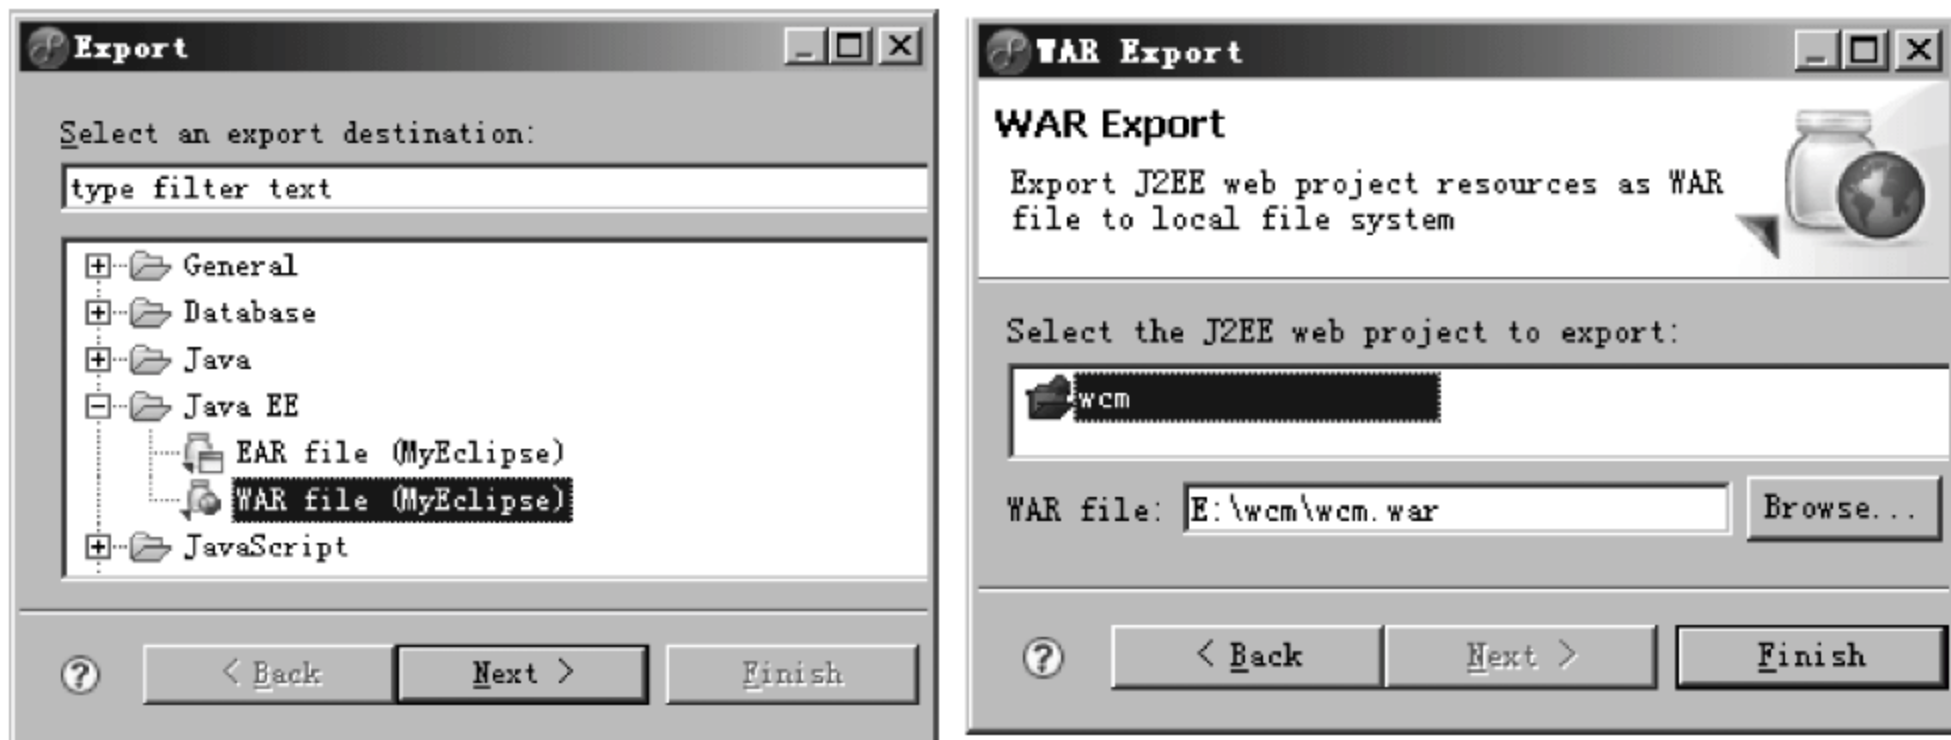 Export
Select an export destination:
type filter text
General
Database
Java
Java EE
EAR file (MyEclipse)
WAR file (MyEclipse)
JavaScript
?
< Back
Next >
Finish
WAR Export
WAR Export
Export J2EE web project resources as WAR
file to local file system
Select the J2EE web project to export:
wcm
WAR file:
E:\wcm\wcm.war
Browse...
?
< Back
Next >
Finish